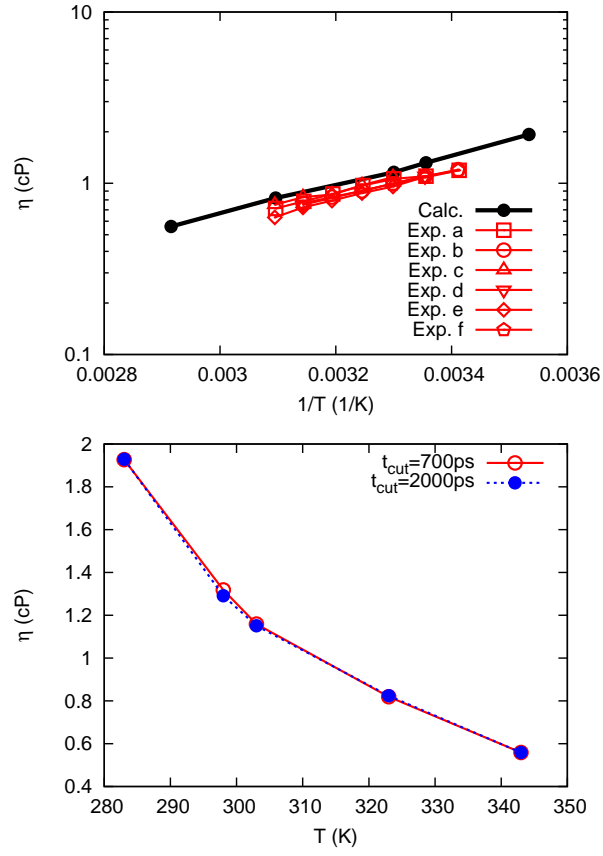 10
1
0.1
η (cP)
Calc.
Exp. a
Exp. b
Exp. c
Exp. d
Exp. e
Exp. f
0.0028 0.003 0.0032 0.0034 0.0036
1/T (1/K)
2
1.8
1.6
1.4
1.2
1
0.8
0.6
0.4
η (cP)
t_cut=700ps
t_cut=2000ps
280 290 300 310 320 330 340 350
T (K)